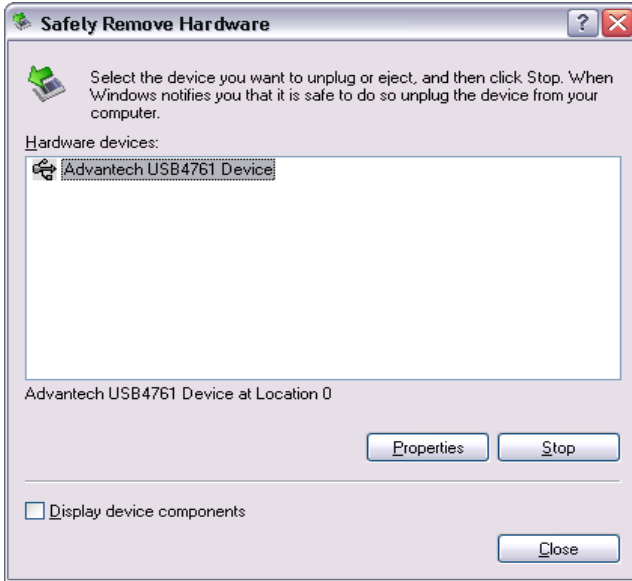 Safely Remove Hardware
Select the device you want to unplug or eject, and then click Stop. When
Windows notifies you that it is safe to do so unplug the device from your
computer.
Hardware devices:
Advantech USB4761 Device
Advantech USB4761 Device at Location 0
Properties
Stop
Display device components
Close